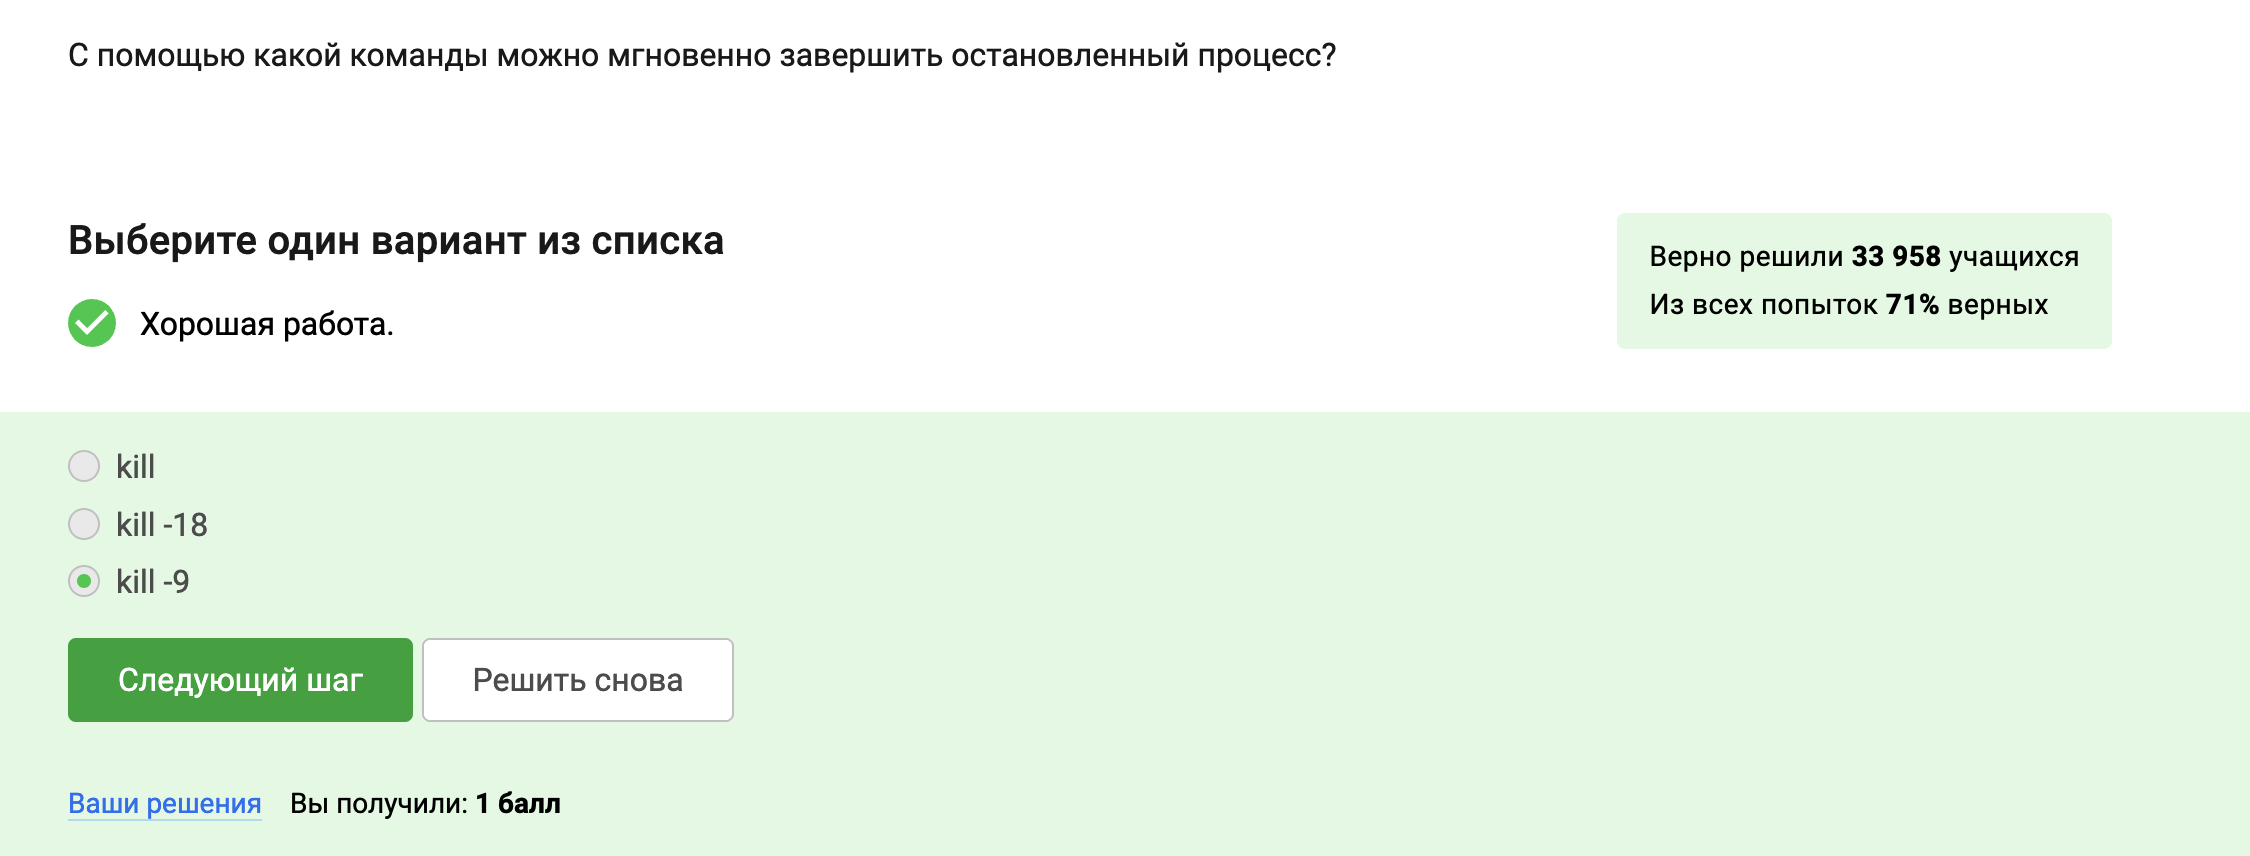 С помощью какой команды можно мгновенно завершить остановленный процесс?
Выберите один вариант из списка
Хорошая работа.
Верно решили 33 958 учащихся
Из всех попыток 71% верных
kill
kill -18
kill -9
Следующий шаг
Решить снова
Ваши решения Вы получили: 1 балл